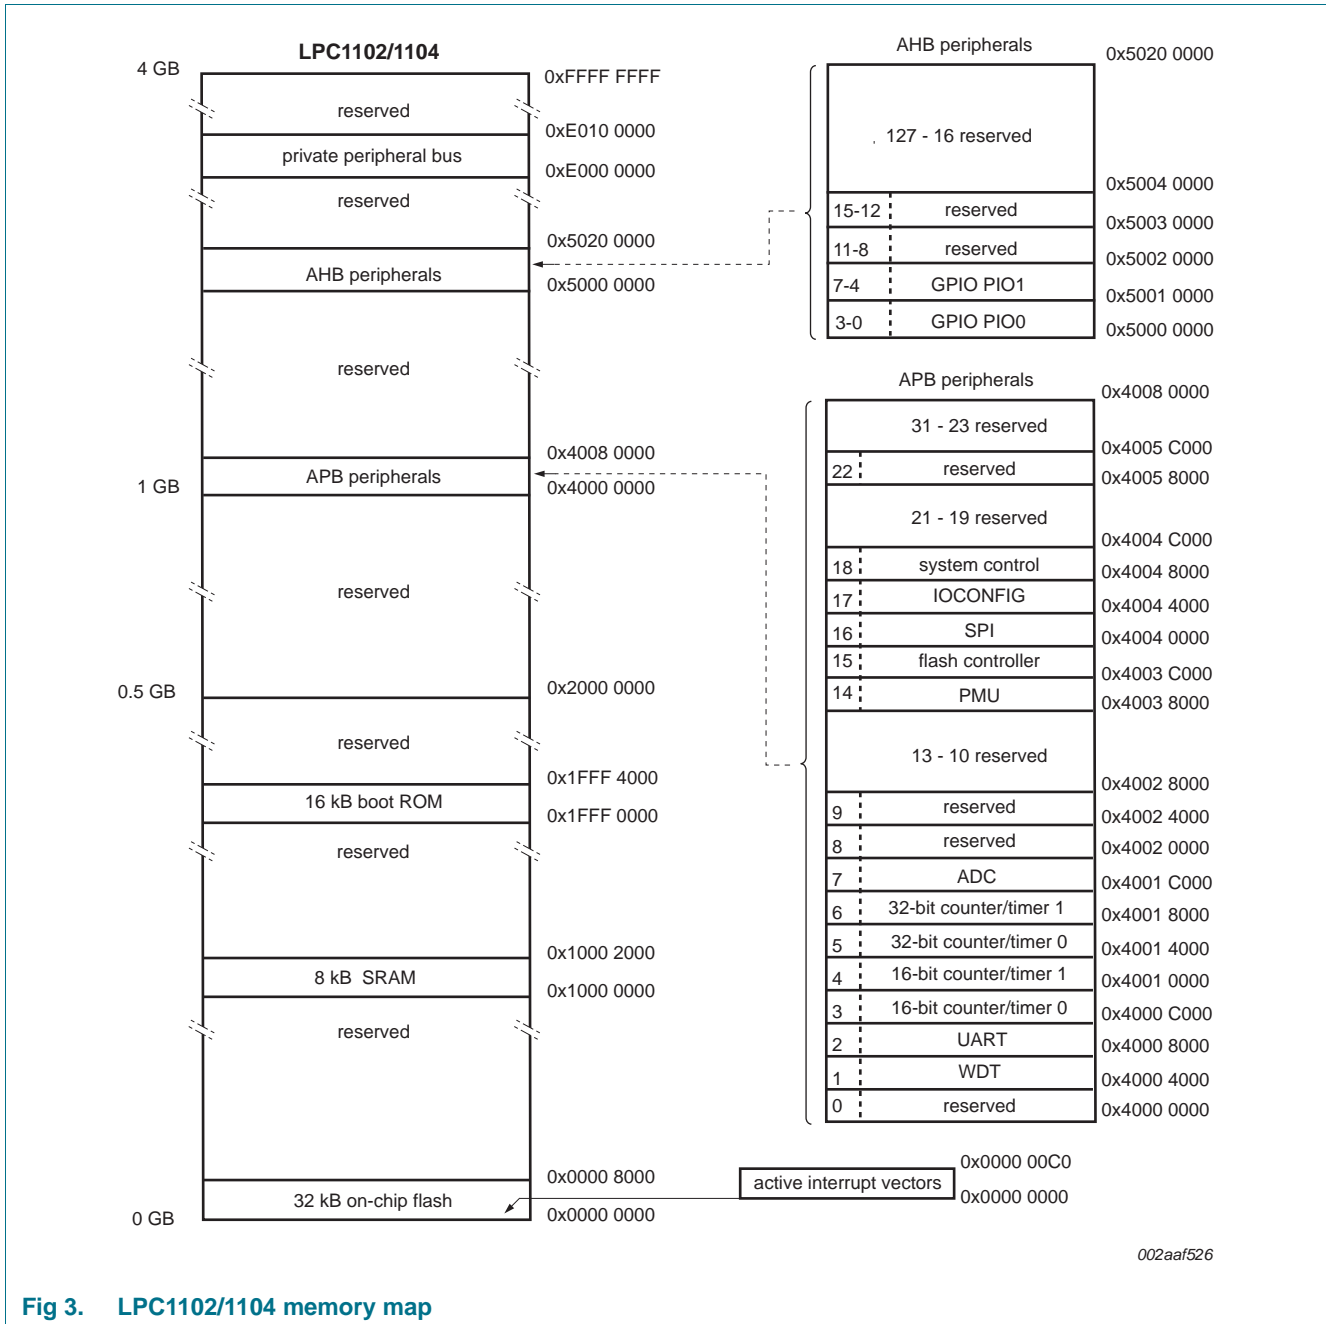 LPC1102/1104
4 GB
0xFFFF FFFF
reserved
0xE010 0000
private peripheral bus
0xE000 0000
reserved
0x5020 0000
AHB peripherals
0x5000 0000
reserved
0x4008 0000
APB peripherals
1 GB
0x4000 0000
reserved
0x2000 0000
0.5 GB
reserved
0x1FFF 4000
16 kB boot ROM
0x1FFF 0000
reserved
0x1000 2000
8 kB SRAM
0x1000 0000
reserved
0x0000 8000
32 kB on-chip flash
0x0000 0000
0 GB
AHB peripherals
0x5020 0000
127 - 16 reserved
0x5004 0000
15-12 reserved
0x5003 0000
11-8 reserved
0x5002 0000
7-4 GPIO PIO1
0x5001 0000
3-0 GPIO PIO0
0x5000 0000
APB peripherals
0x4008 0000
31 - 23 reserved
0x4005 C000
22 reserved
0x4005 8000
21 - 19 reserved
0x4004 C000
18 system control
0x4004 8000
17 IOCONFIG
0x4004 4000
16 SPI
0x4004 0000
15 flash controller
0x4003 C000
14 PMU
0x4003 8000
13 - 10 reserved
0x4002 8000
9 reserved
0x4002 4000
8 reserved
0x4002 0000
7 ADC
0x4001 C000
6 32-bit counter/timer 1
0x4001 8000
5 32-bit counter/timer 0
0x4001 4000
4 16-bit counter/timer 1
0x4001 0000
3 16-bit counter/timer 0
0x4000 C000
2 UART
0x4000 8000
1 WDT
0x4000 4000
0 reserved
0x4000 0000
0x0000 00C0
active interrupt vectors
0x0000 0000
002aaf526
Fig 3. LPC1102/1104 memory map